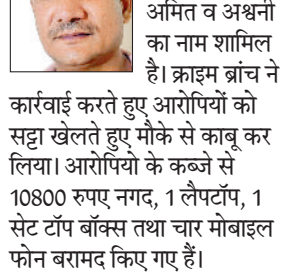 अमित व अश्वनी
का नाम शामिल
है। क्राइम ब्रांच ने
कार्रवाई करते हुए आरोपियों को
सट्टा खेलते हुए मौके से काबू कर
लिया। आरोपियो के कब्जे से
10800 रुपए नगद, 1 लैपटॉप, 1
सेट टॉप बॉक्स तथा चार मोबाइल
फोन बरामद किए गए हैं।